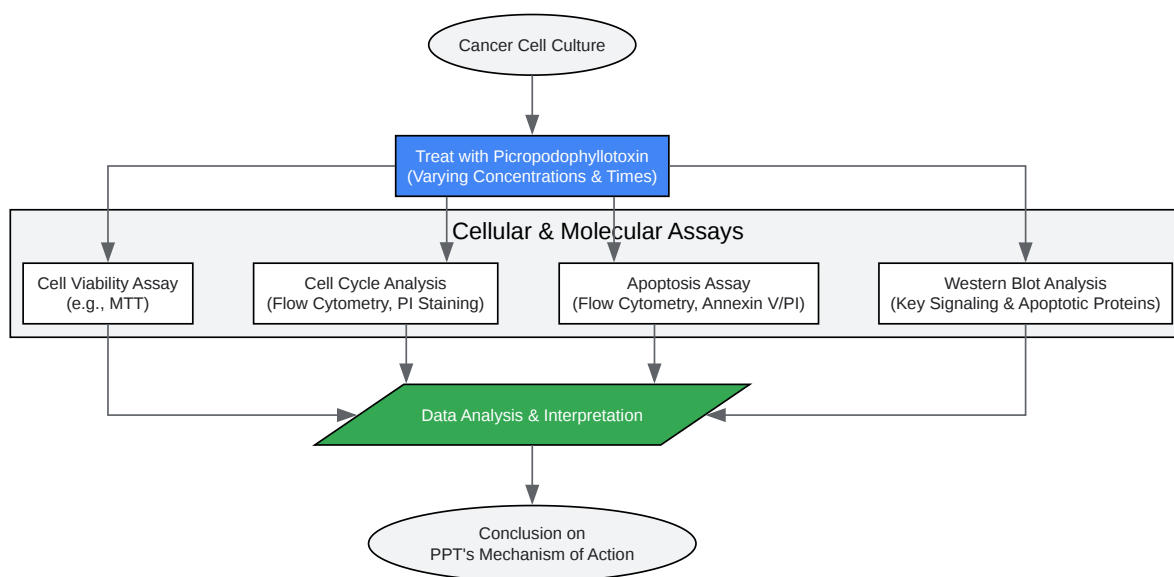 Cancer Cell Culture
Treat with Picropodophyllotoxin
(Varying Concentrations & Times)
Cellular & Molecular Assays
Cell Viability Assay
(e.g., MTT)
Cell Cycle Analysis
(Flow Cytometry, PI Staining)
Apoptosis Assay
(Flow Cytometry, Annexin V/PI)
Western Blot Analysis
(Key Signaling & Apoptotic Proteins)
Data Analysis & Interpretation
Conclusion on
PPT's Mechanism of Action